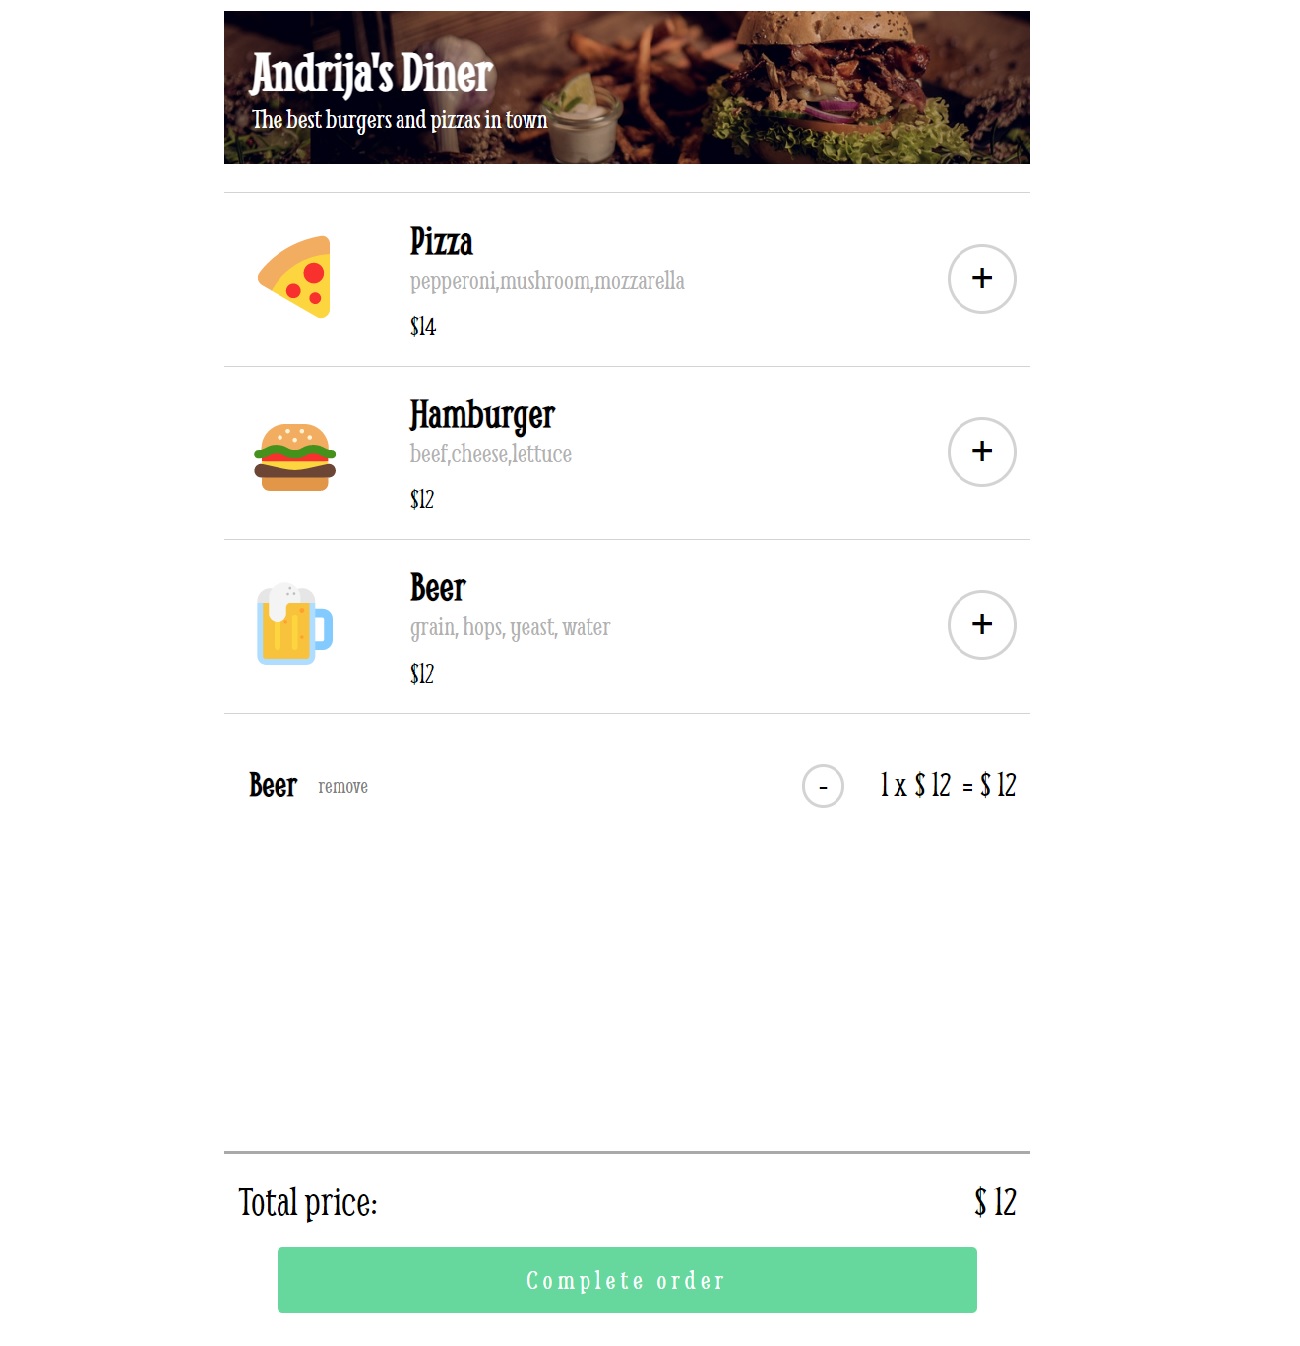 Andrija's Diner
The best burgers and pizzas in town
Pizza
pepperoni,mushroom,mozzarella
$14
+
Hamburger
beef,cheese,lettuce
$12
+
Beer
grain, hops, yeast, water
$12
+
Beer remove - 1 x $ 12 = $ 12
Total price: $ 12
Complete order